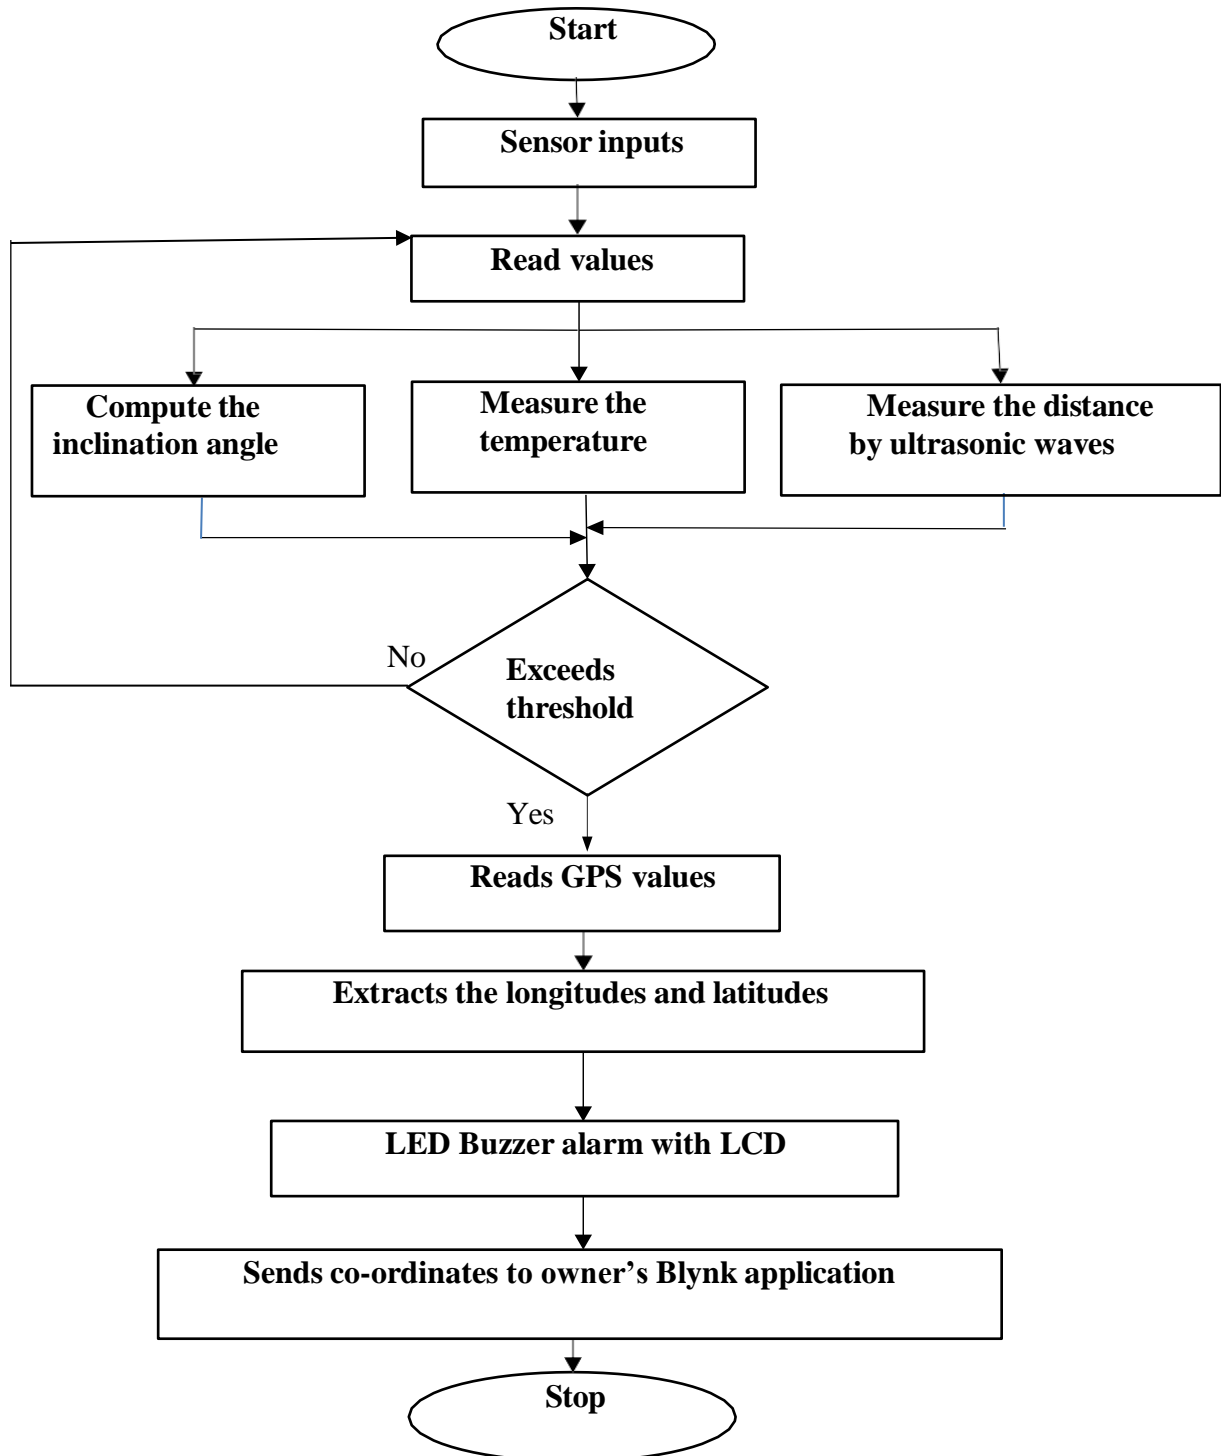 Start
Sensor inputs
Read values
Compute the
inclination angle
Measure the
temperature
Measure the distance
by ultrasonic waves
No
Exceeds
threshold
Yes
Reads GPS values
Extracts the longitudes and latitudes
LED Buzzer alarm with LCD
Sends co-ordinates to owner’s Blynk application
Stop